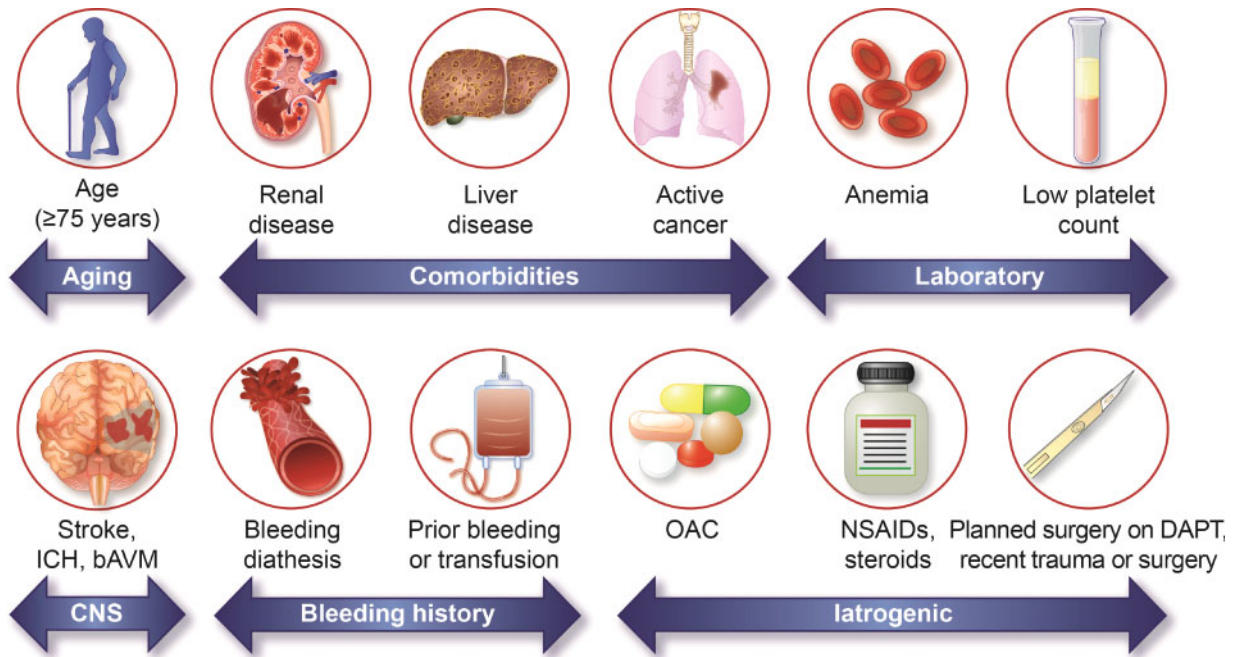 Age
(≥75 years)
Renal
disease
Liver
disease
Active
cancer
Anemia
Low platelet
count
Aging
Comorbidities
Laboratory
Stroke,
ICH, bAVM
Bleeding
diathesis
Prior bleeding
or transfusion
OAC
NSAIDs,
steroids
Planned surgery on DAPT,
recent trauma or surgery
CNS
Bleeding history
Iatrogenic